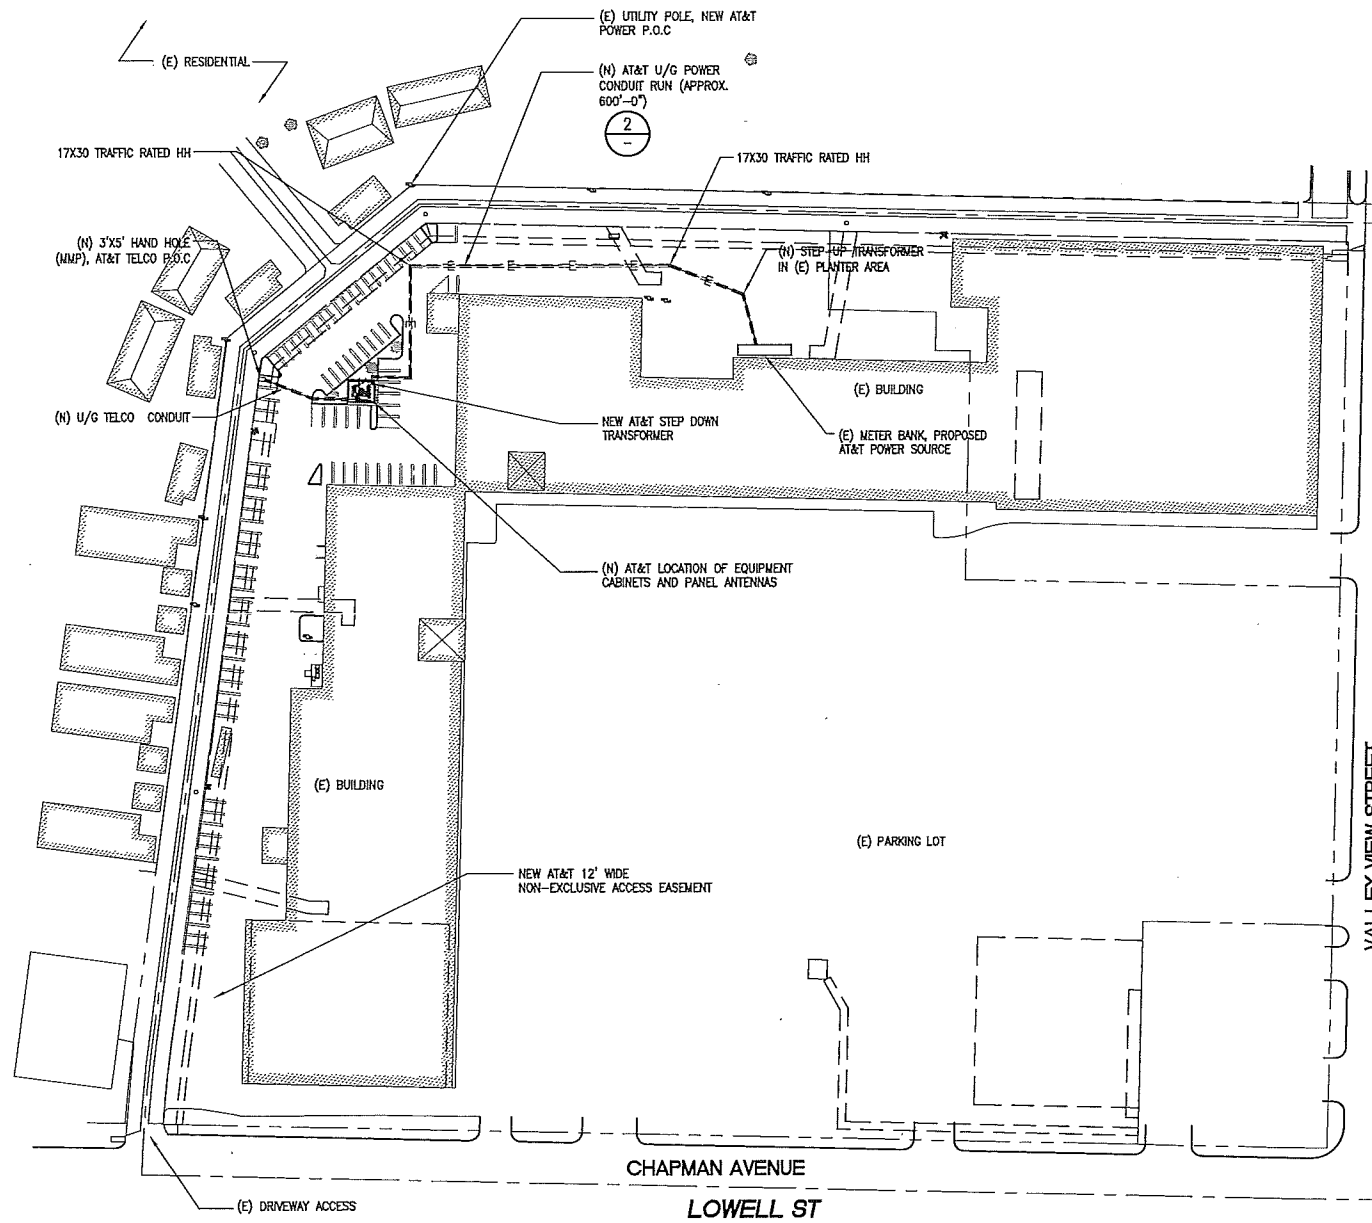 (E) UTILITY POLE, NEW AT&T
POWER P.O.C
(E) RESIDENTIAL
(N) AT&T U/G POWER
CONDUIT RUN (APPROX.
600'-0")
2
-
17X30 TRAFFIC RATED HH
17X30 TRAFFIC RATED HH
(N) 3'X5' HAND HOLE
(MMP), AT&T TELCO P.O.C
(N) STEP UP TRANSFORMER
IN (E) PLANTER AREA
(E) BUILDING
(N) U/G TELCO CONDUIT
NEW AT&T STEP DOWN
TRANSFORMER
(E) METER BANK, PROPOSED
AT&T POWER SOURCE
(N) AT&T LOCATION OF EQUIPMENT
CABINETS AND PANEL ANTENNAS
(E) BUILDING
(E) PARKING LOT
VALLEY VIEW STREET
NEW AT&T 12' WIDE
NON-EXCLUSIVE ACCESS EASEMENT
CHAPMAN AVENUE
(E) DRIVEWAY ACCESS
LOWELL ST